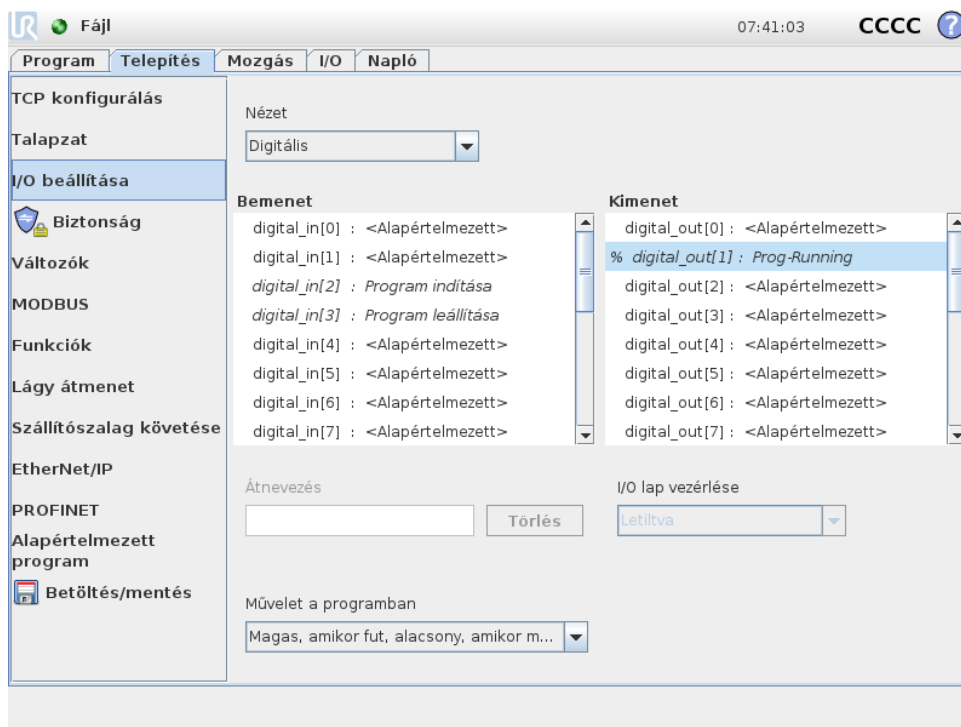 UR Fájl 07:41:03 CCCC ?
Program Telepítés Mozgás I/O Napló
TCP konfigurálás
Talapzat
I/O beállítása
Biztonság
Változók
MODBUS
Funkciók
Lágy átmenet
Szállítószalag követése
EtherNet/IP
PROFINET
Alapértelmezett
program
Betöltés/mentés
Nézet
Digitális
Bemenet
digital_in[0] : <Alapértelmezett>
digital_in[1] : <Alapértelmezett>
digital_in[2] : Program indítása
digital_in[3] : Program leállítása
digital_in[4] : <Alapértelmezett>
digital_in[5] : <Alapértelmezett>
digital_in[6] : <Alapértelmezett>
digital_in[7] : <Alapértelmezett>
Kimenet
digital_out[0] : <Alapértelmezett>
% digital_out[1] : Prog-Running
digital_out[2] : <Alapértelmezett>
digital_out[3] : <Alapértelmezett>
digital_out[4] : <Alapértelmezett>
digital_out[5] : <Alapértelmezett>
digital_out[6] : <Alapértelmezett>
digital_out[7] : <Alapértelmezett>
Átnevezés
Törlés
I/O lap vezérlése
Letiltva
Művelet a programban
Magas, amikor fut, alacsony, amikor m...